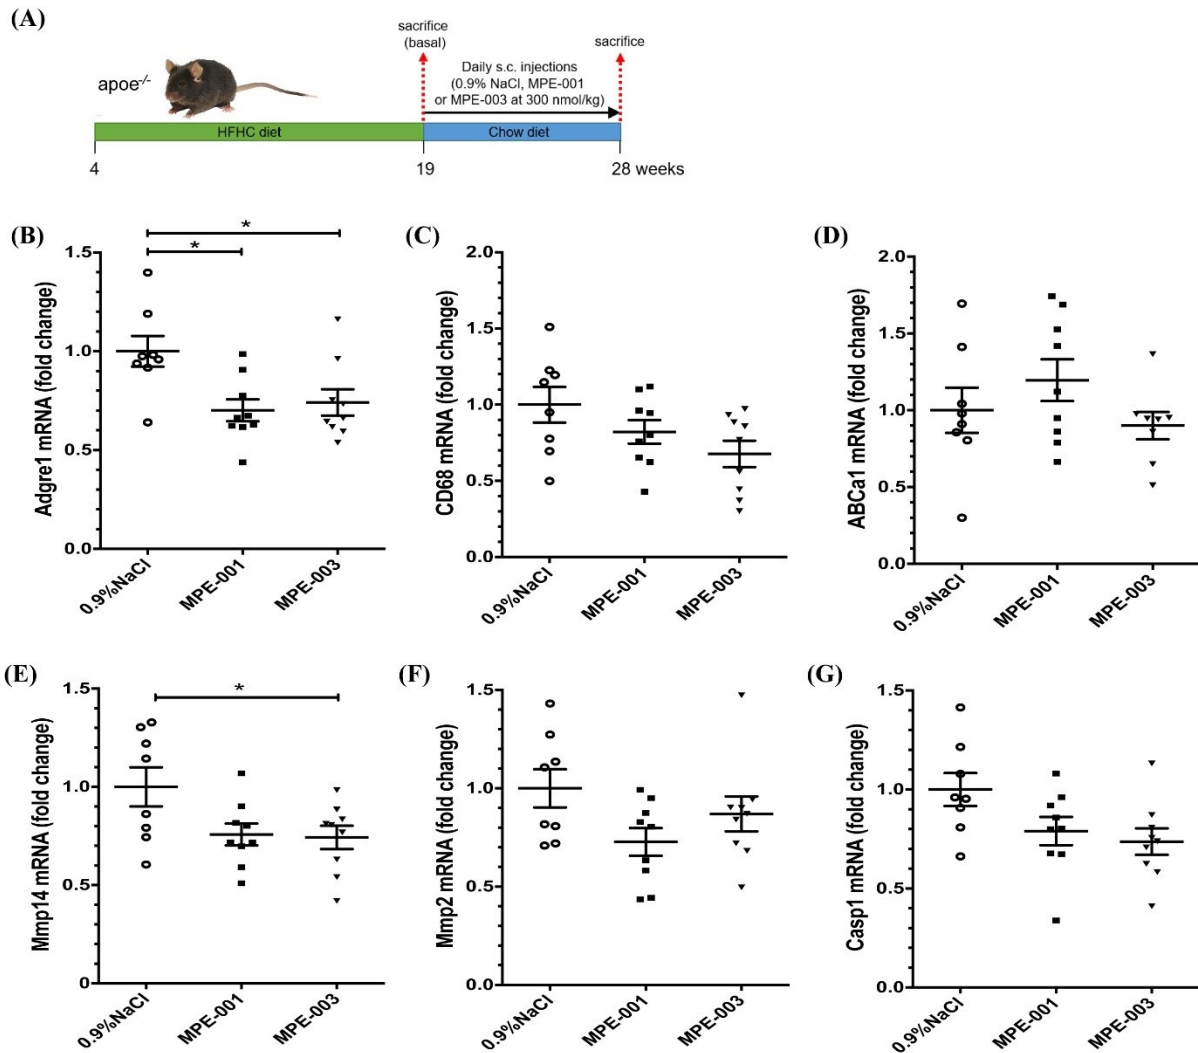 (A)
sacrifice
(basal)
sacrifice
Daily s.c. injections
(0.9% NaCl, MPE-001
or MPE-003 at 300 nmol/kg)
apoe-/-
HFHC diet
Chow diet
4
19
28 weeks
(B)
*
*
1.5
1.0
0.5
0.0
Adgre1 mRNA (fold change)
0.9%NaCl
MPE-001
MPE-003
(C)
2.0
1.5
1.0
0.5
0.0
CD68 mRNA (fold change)
0.9%NaCl
MPE-001
MPE-003
(D)
2.0
1.5
1.0
0.5
0.0
ABCa1 mRNA (fold change)
0.9%NaCl
MPE-001
MPE-003
(E)
*
1.5
1.0
0.5
0
Mmp14 mRNA (fold change)
0.9%NaCl
MPE-001
MPE-003
(F)
1.5
1.0
0.5
0.0
Mmp2 mRNA (fold change)
0.9%NaCl
MPE-001
MPE-003
(G)
1.5
1.0
0.5
0.0
Casp1 mRNA (fold change)
0.9%NaCl
MPE-001
MPE-003